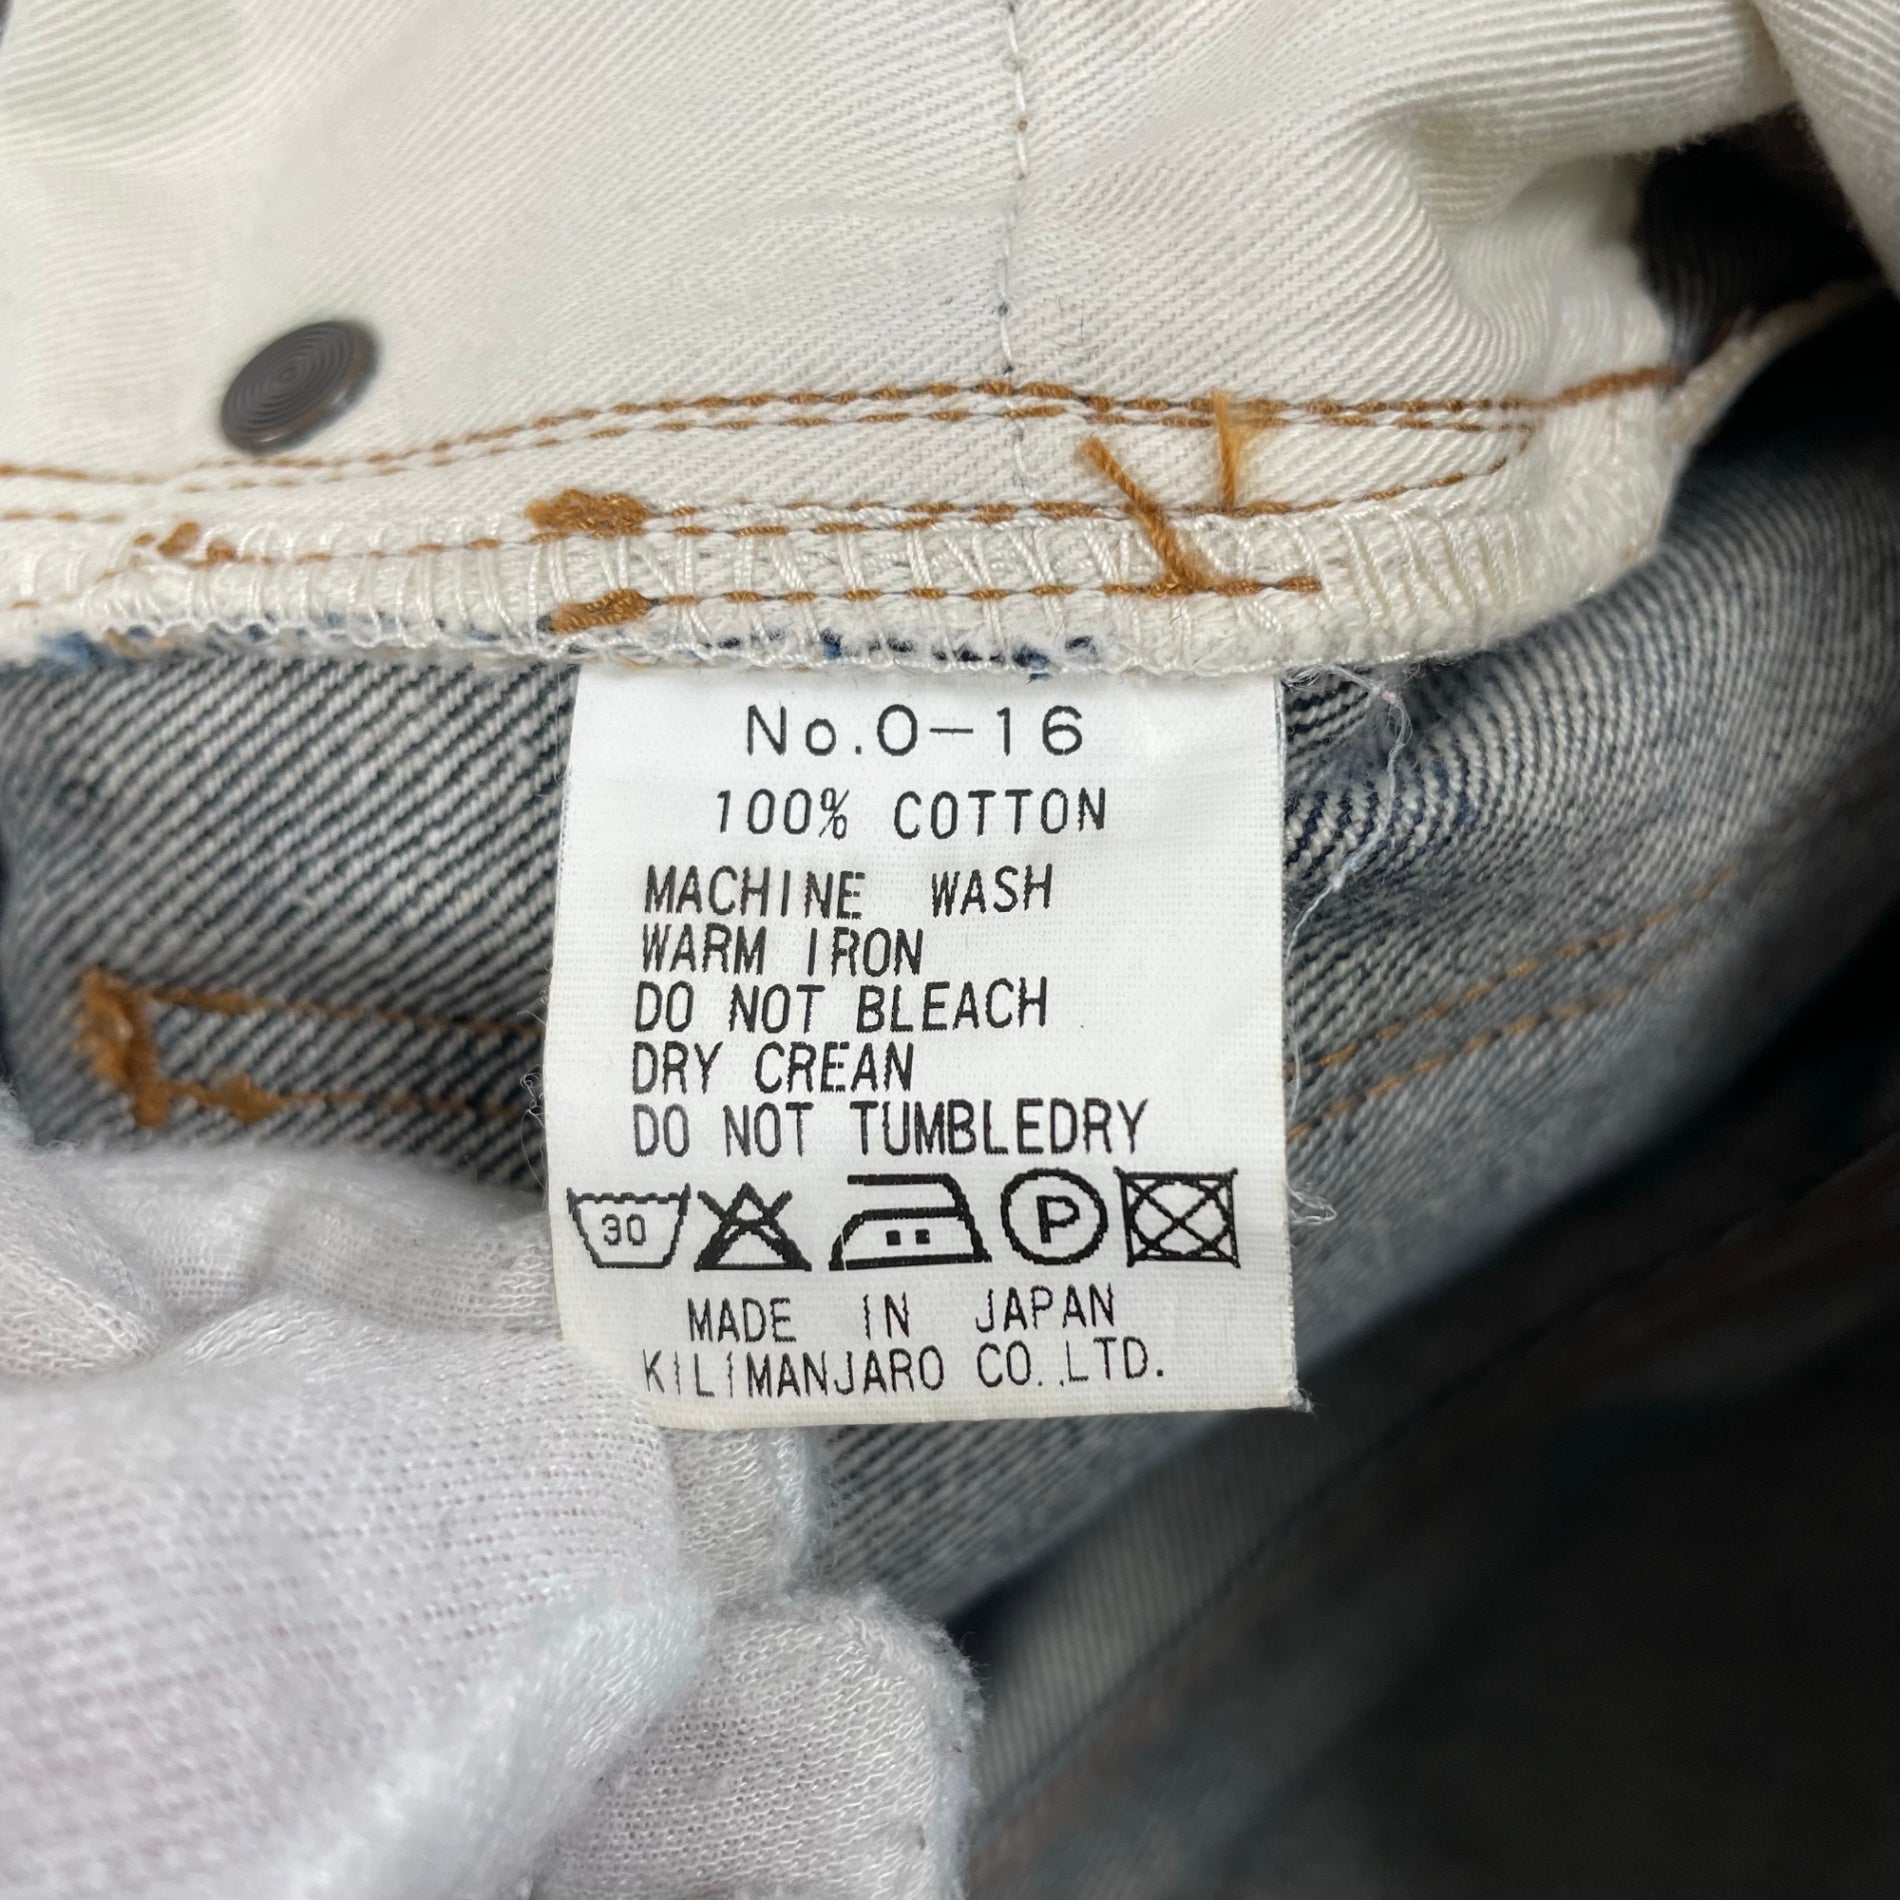 No.O-16
100% COTTON
MACHINE WASH
WARM IRON
DO NOT BLEACH
DRY CREAN
DO NOT TUMBLEDRY
30 P
MADE IN JAPAN
KILIMANJARO CO.,LTD.